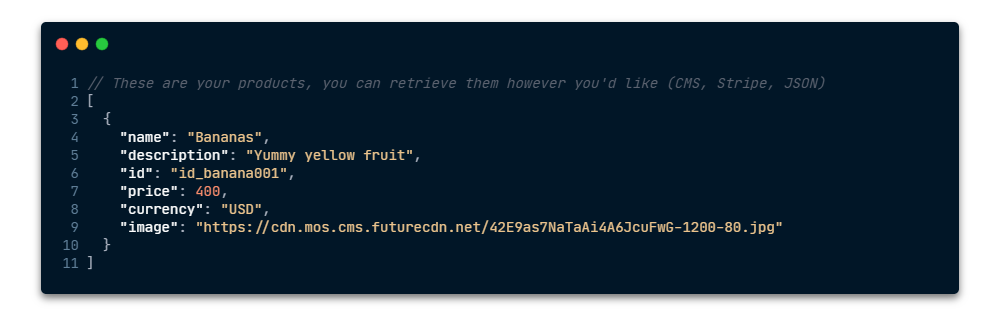 1 // These are your products, you can retrieve them however you'd like (CMS, Stripe, JSON)
2 [
3   {
4     "name": "Bananas",
5     "description": "Yummy yellow fruit",
6     "id": "id_banana001",
7     "price": 400,
8     "currency": "USD",
9     "image": "https://cdn.mos.cms.futurecdn.net/42E9as7NaTaAi4A6JcuFwG-1200-80.jpg"
10   }
11 ]